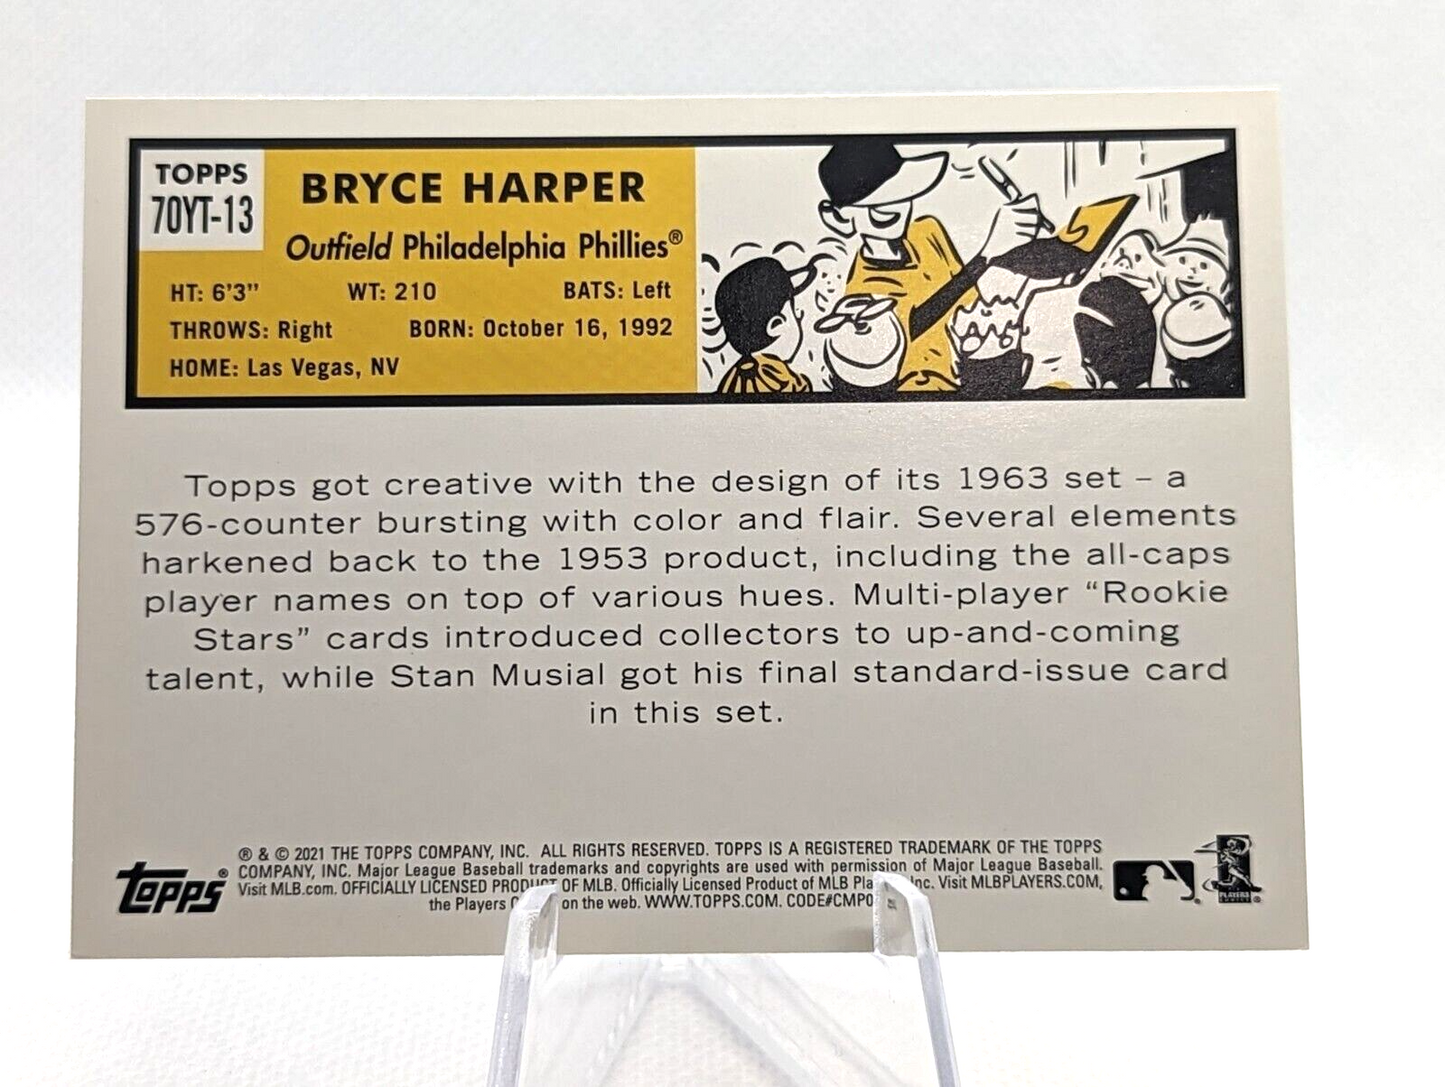 TOPPS
70YT-13
BRYCE HARPER
Outfield Philadelphia Phillies®
HT: 6'3" WT: 210 BATS: Left
THROWS: Right BORN: October 16, 1992
HOME: Las Vegas, NV
Topps got creative with the design of its 1963 set – a
576-counter bursting with color and flair. Several elements
harkened back to the 1953 product, including the all-caps
player names on top of various hues. Multi-player “Rookie
Stars” cards introduced collectors to up-and-coming
talent, while Stan Musial got his final standard-issue card
in this set.
® & © 2021 THE TOPPS COMPANY, INC. ALL RIGHTS RESERVED. TOPPS IS A REGISTERED TRADEMARK OF THE TOPPS
COMPANY, INC. Major League Baseball trademarks and copyrights are used with permission of Major League Baseball.
Visit MLB.com. OFFICIALLY LICENSED PRODUCT OF MLB. Officially Licensed Product of MLB Inc. Visit MLBPLAYERS.COM,
the Players on the web. WWW.TOPPS.COM.
topps®
PLAYERS
CHOICE ®